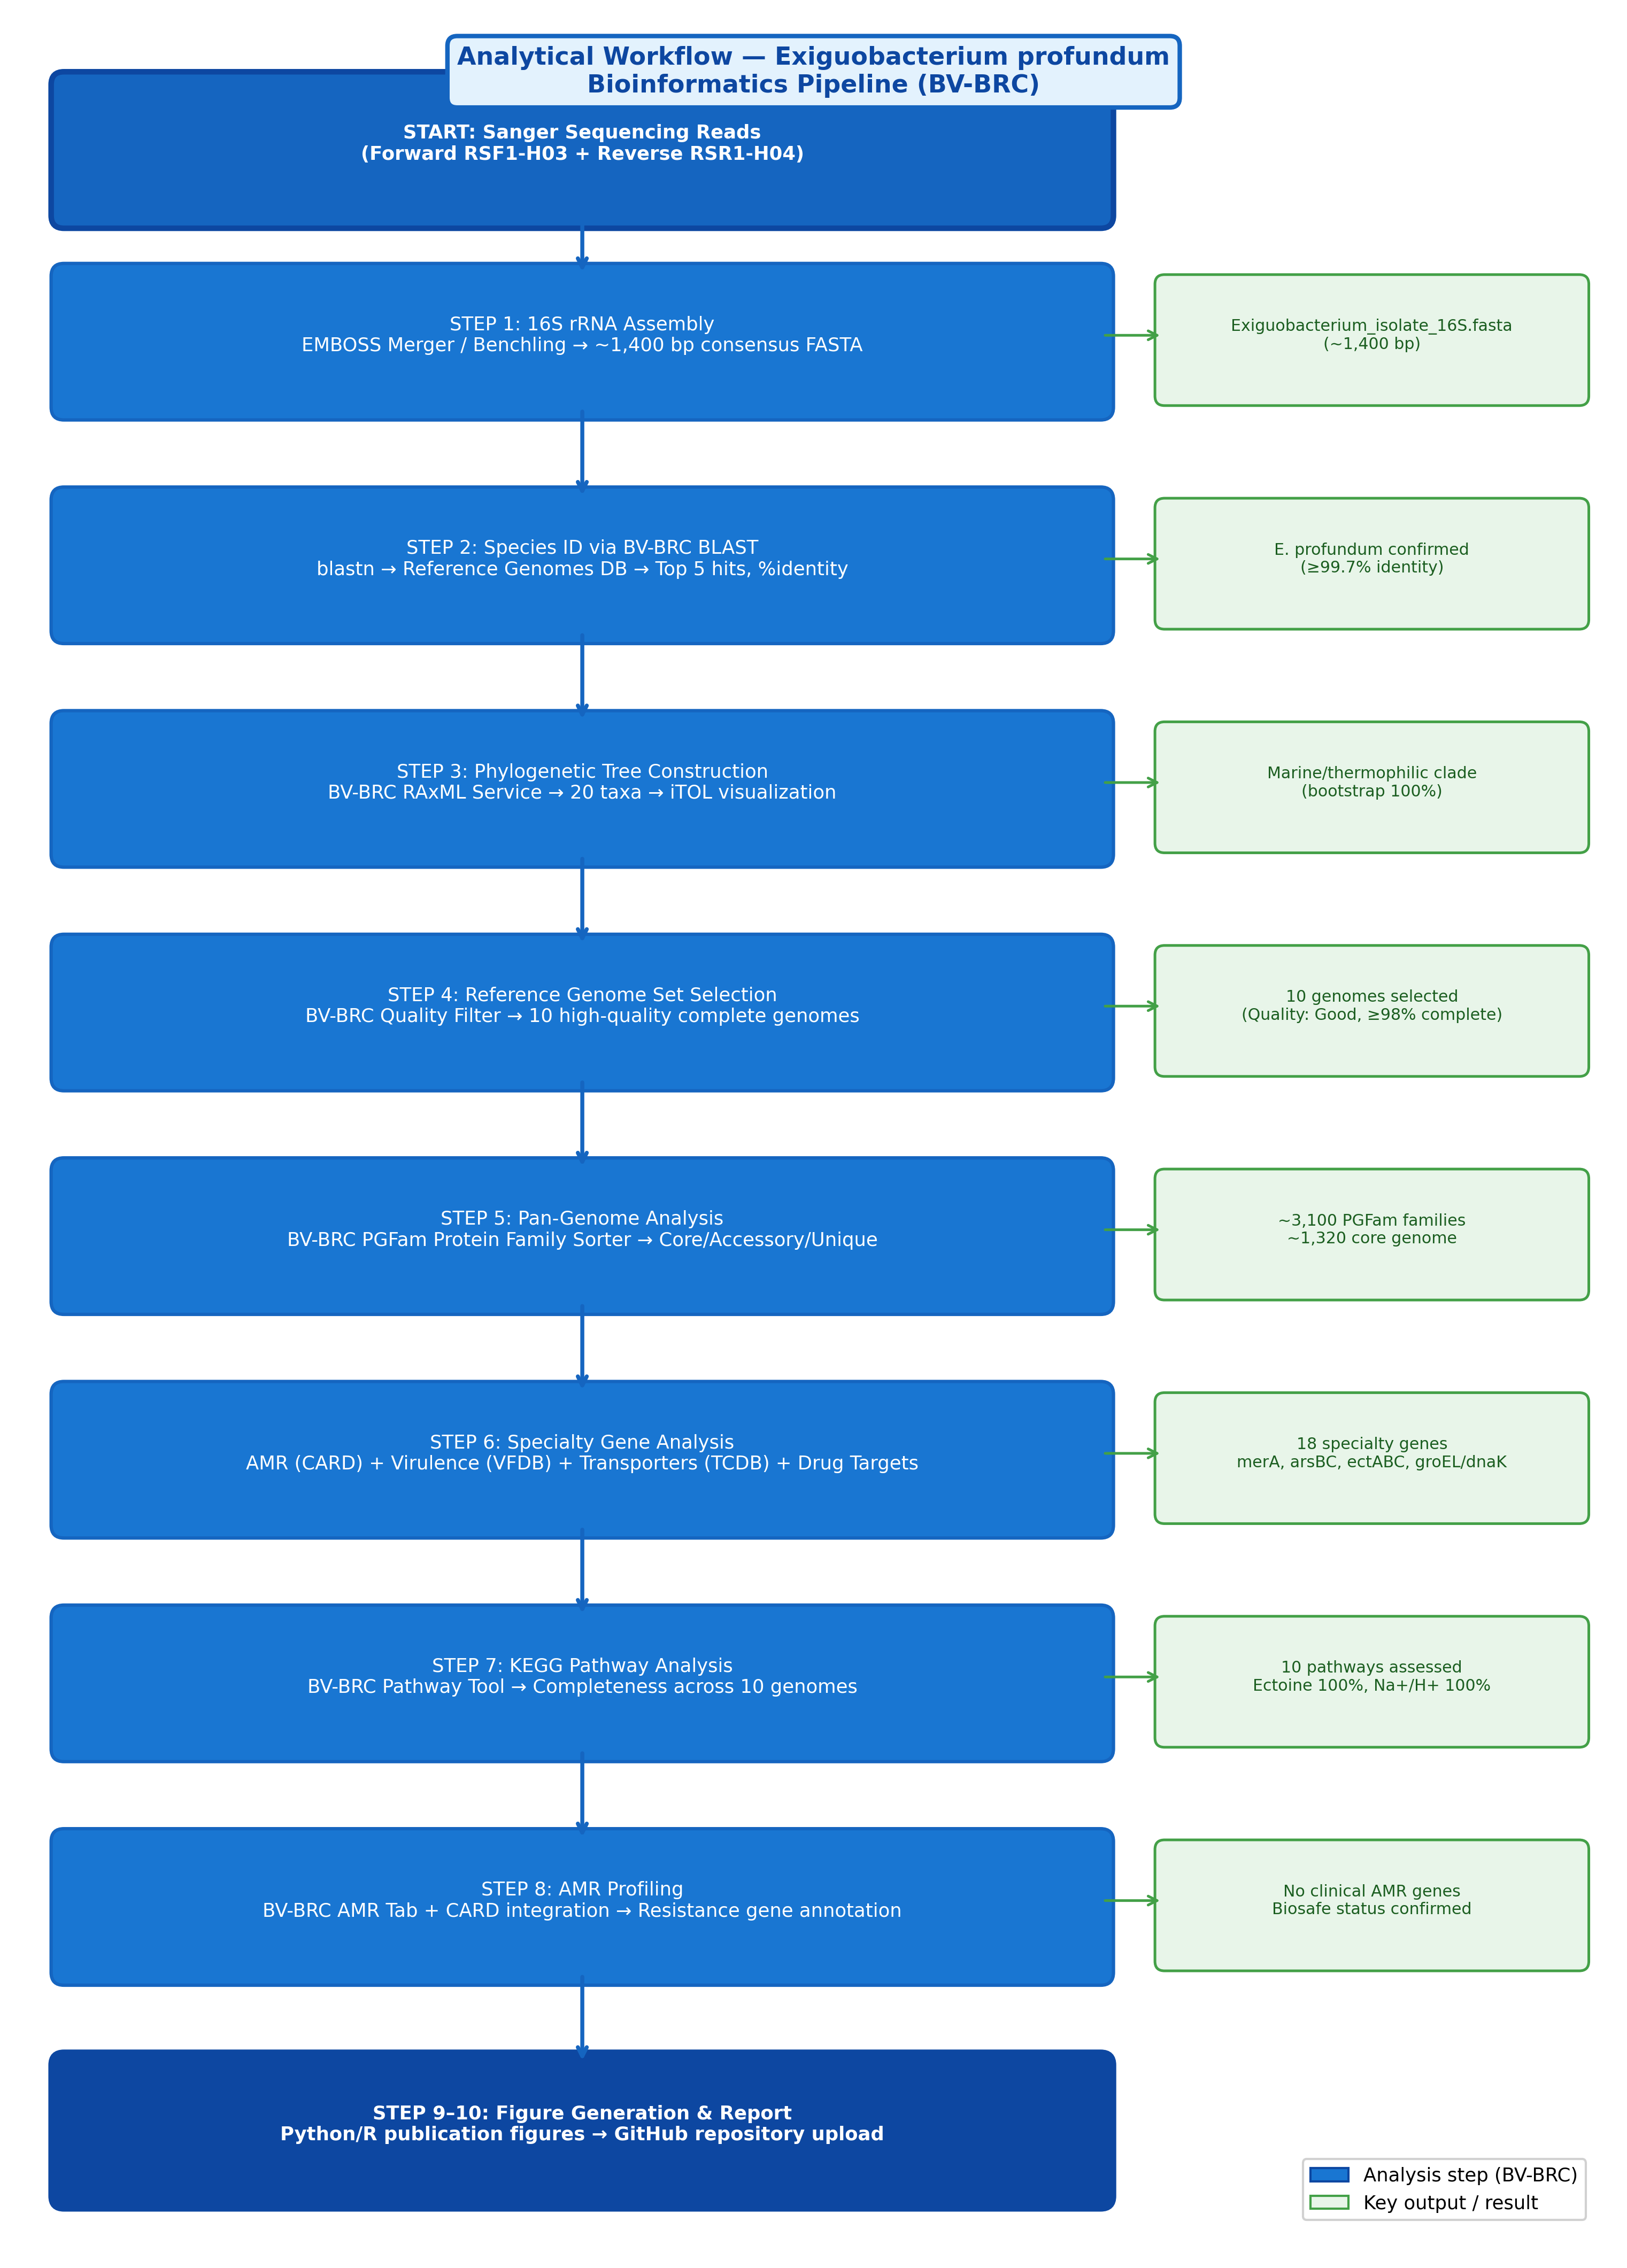 Analytical Workflow — Exiguobacterium profundum
Bioinformatics Pipeline (BV-BRC)
START: Sanger Sequencing Reads
(Forward RSF1-H03 + Reverse RSR1-H04)
STEP 1: 16S rRNA Assembly
EMBOSS Merger / Benchling → ~1,400 bp consensus FASTA
Exiguobacterium_isolate_16S.fasta
(~1,400 bp)
STEP 2: Species ID via BV-BRC BLAST
blastn → Reference Genomes DB → Top 5 hits, %identity
E. profundum confirmed
(≥99.7% identity)
STEP 3: Phylogenetic Tree Construction
BV-BRC RAxML Service → 20 taxa → iTOL visualization
Marine/thermophilic clade
(bootstrap 100%)
STEP 4: Reference Genome Set Selection
BV-BRC Quality Filter → 10 high-quality complete genomes
10 genomes selected
(Quality: Good, ≥98% complete)
STEP 5: Pan-Genome Analysis
BV-BRC PGFam Protein Family Sorter → Core/Accessory/Unique
~3,100 PGFam families
~1,320 core genome
STEP 6: Specialty Gene Analysis
AMR (CARD) + Virulence (VFDB) + Transporters (TCDB) + Drug Targets
18 specialty genes
merA, arsBC, ectABC, groEL/dnaK
STEP 7: KEGG Pathway Analysis
BV-BRC Pathway Tool → Completeness across 10 genomes
10 pathways assessed
Ectoine 100%, Na+/H+ 100%
STEP 8: AMR Profiling
BV-BRC AMR Tab + CARD integration → Resistance gene annotation
No clinical AMR genes
Biosafe status confirmed
STEP 9–10: Figure Generation & Report
Python/R publication figures → GitHub repository upload
Analysis step (BV-BRC)
Key output / result